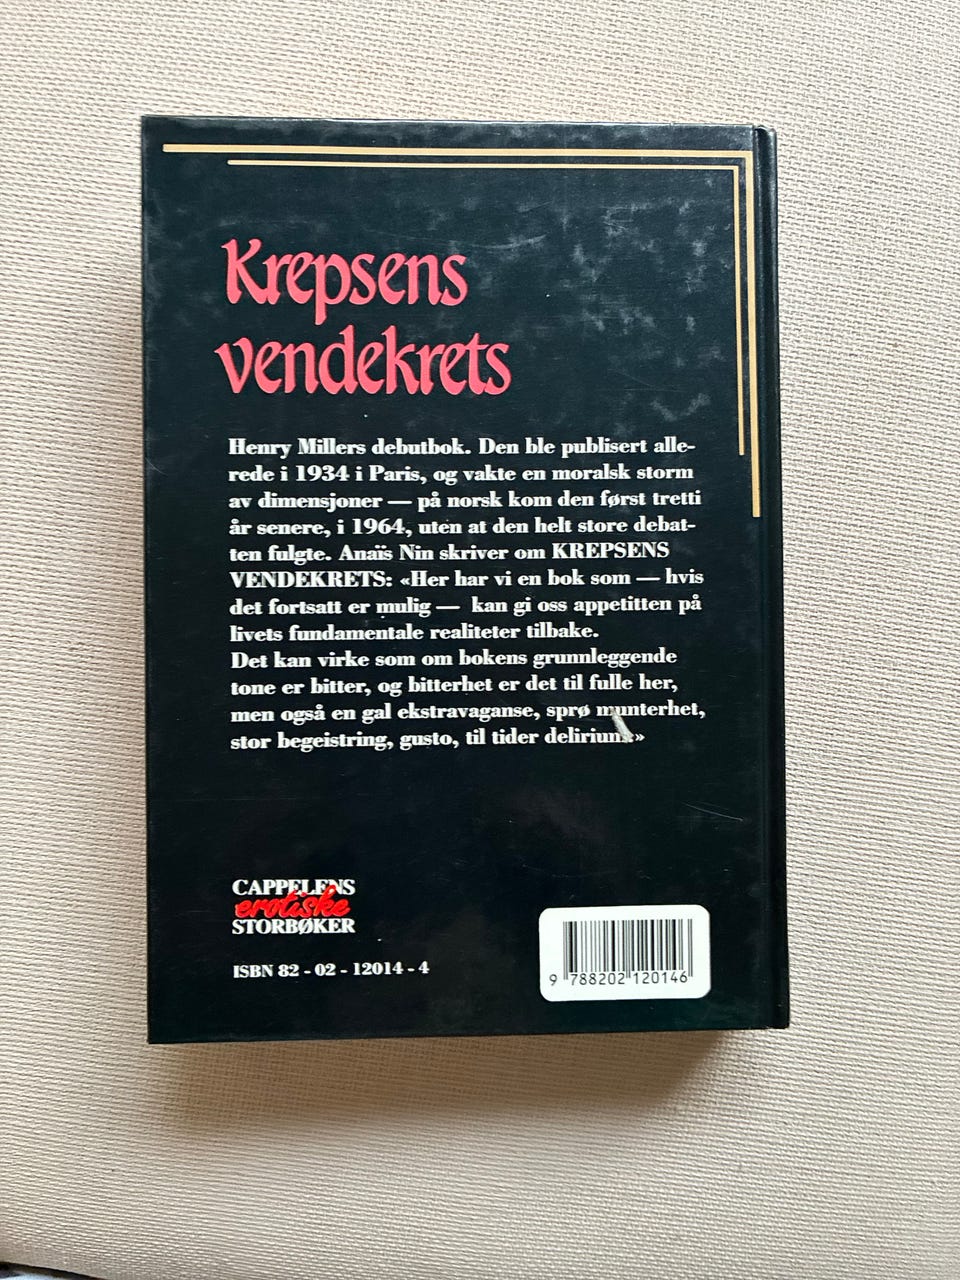 Krepsens
vendekrets
Henry Millers debutbok. Den ble publisert alle-
rede i 1934 i Paris, og vakte en moralsk storm
av dimensjoner — på norsk kom den først tretti
år senere, i 1964, uten at den helt store debat-
ten fulgte. Anaïs Nin skriver om KREPSENS
VENDEKRETS: «Her har vi en bok som — hvis
det fortsatt er mulig — kan gi oss appetitten på
livets fundamentale realiteter tilbake.
Det kan virke som om bokens grunnleggende
tone er bitter, og bitterhet er det til fulle her,
men også en gal ekstravaganse, sprø munterhet,
stor begeistring, gusto, til tider delirium.»
CAPPELENS
erotiske
STORBØKER
ISBN 82 - 02 - 12014 - 4
9 788202 120146